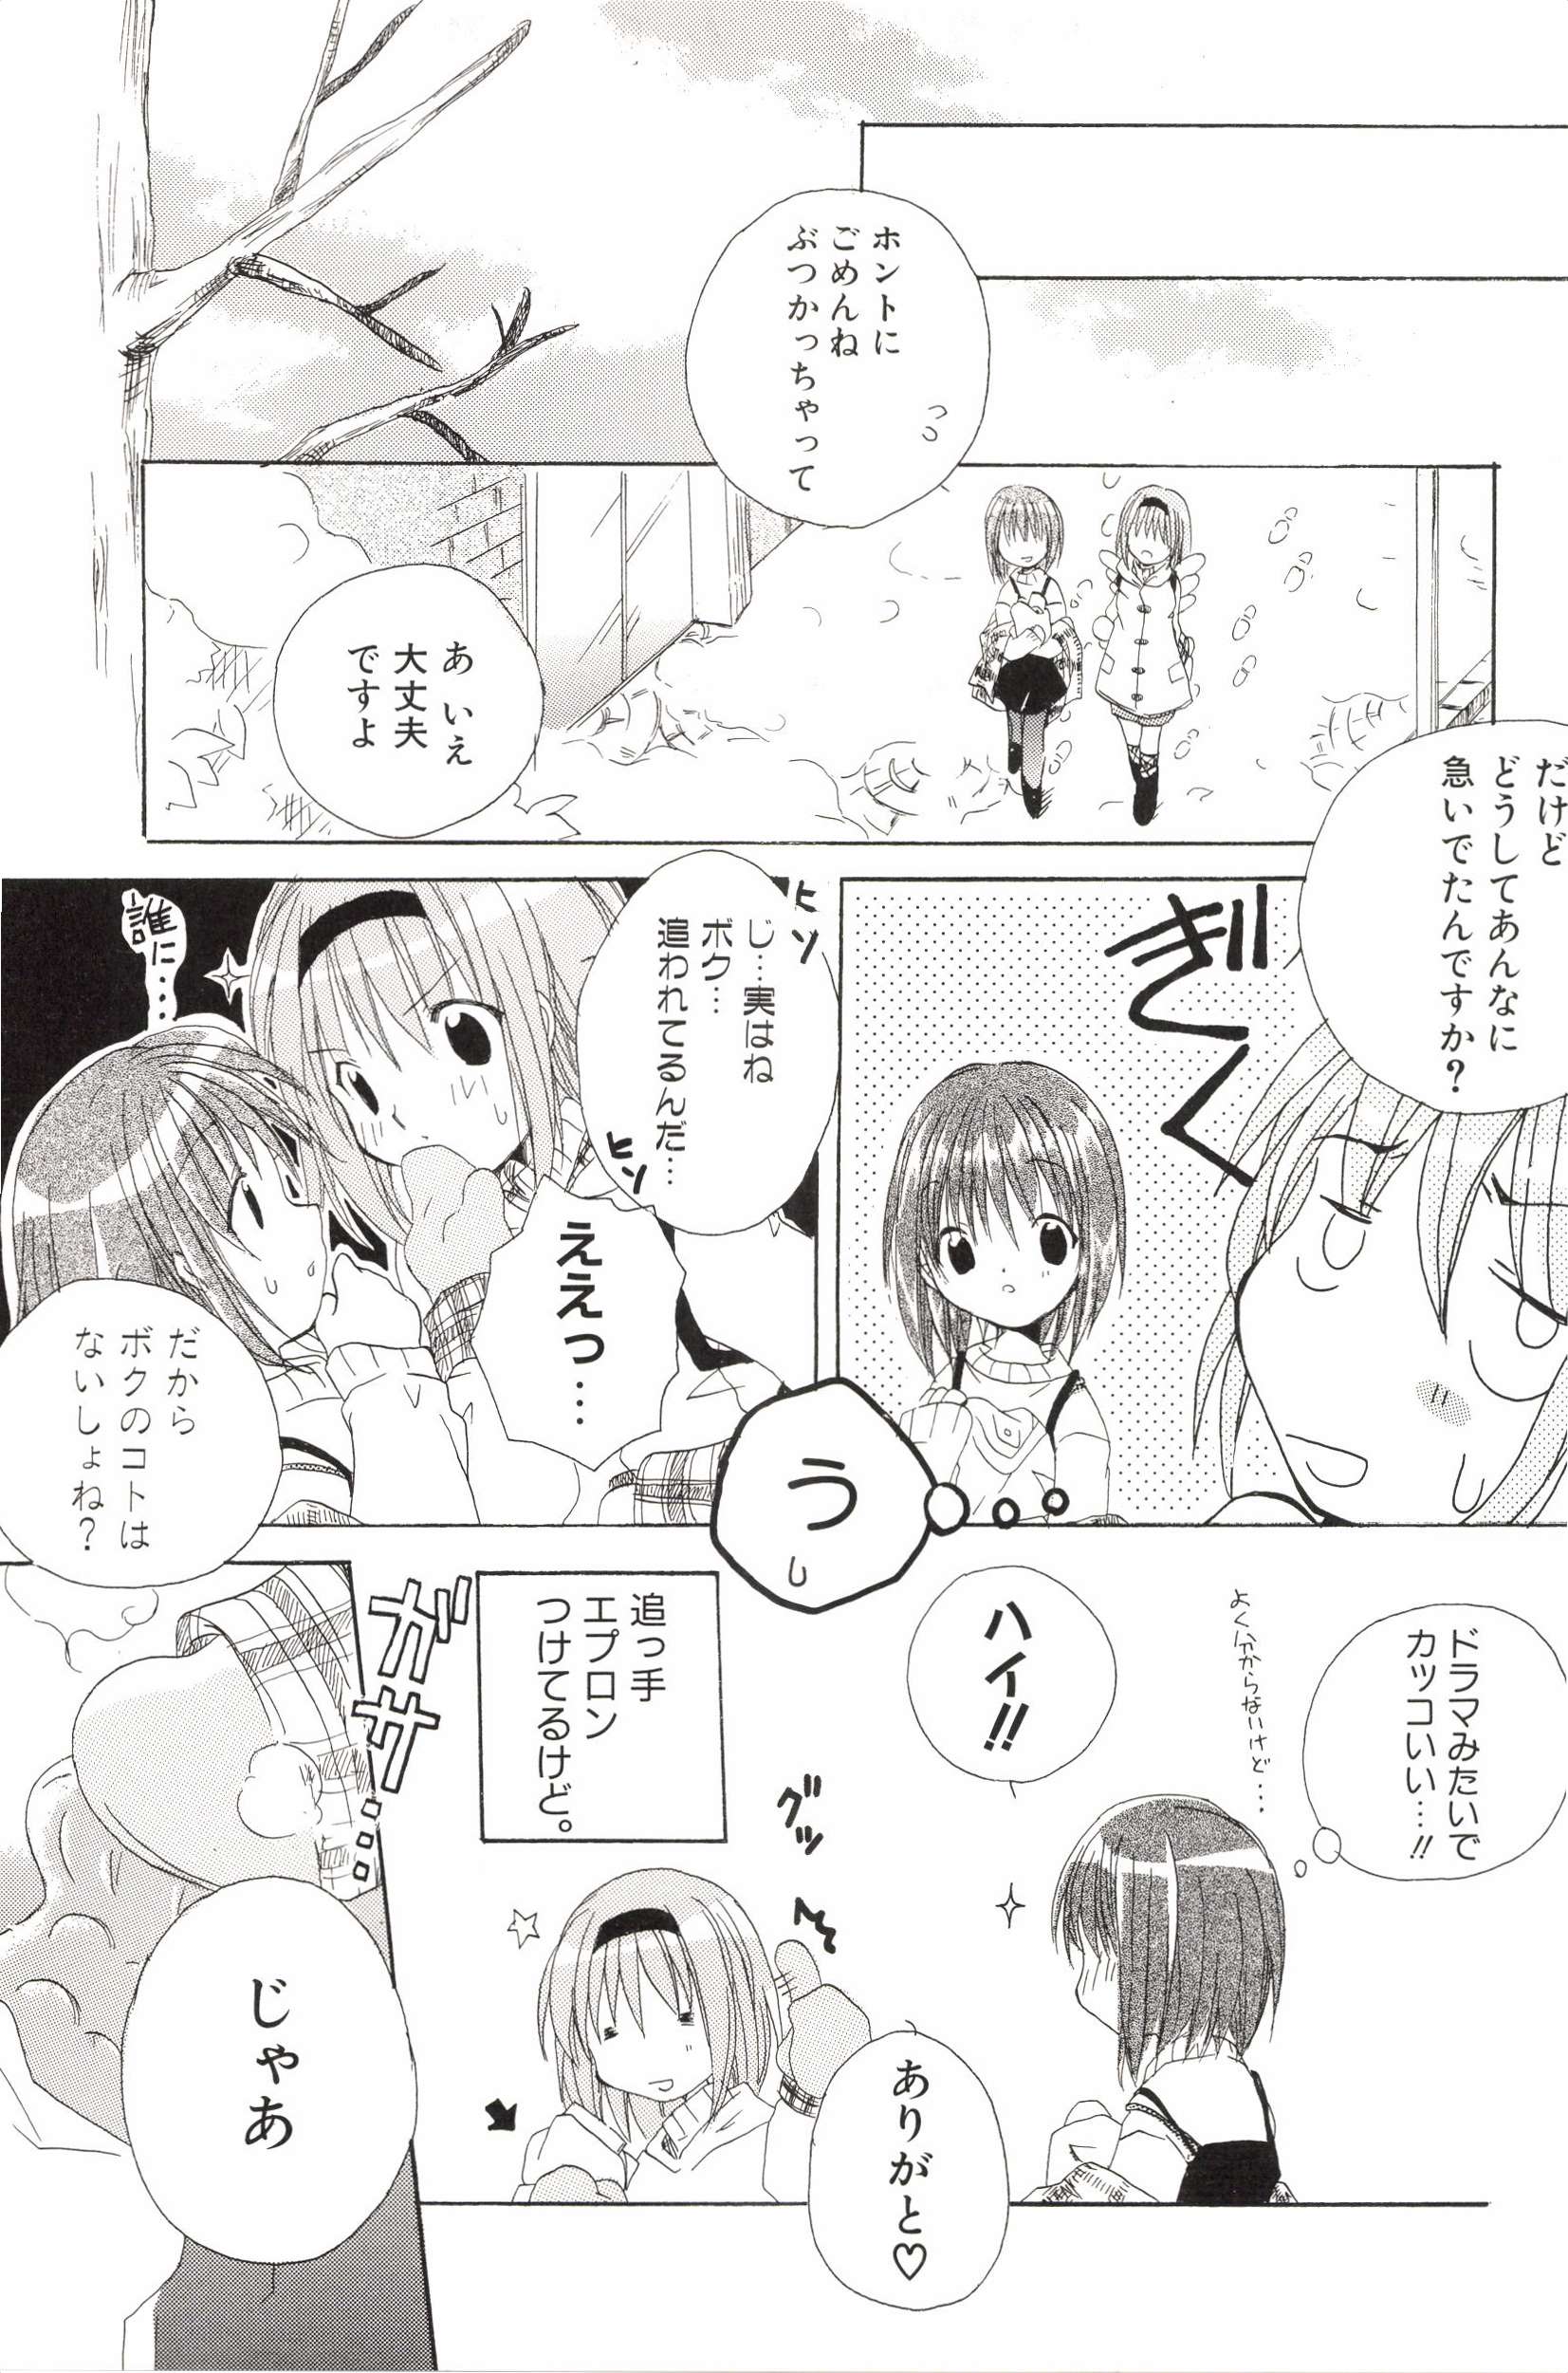 ホントに
ごめんね
ぶつかっちゃって
あ いえ
大丈夫
ですよ
だけど
どうしてあんなに
急いでたんですか?
ぎくく
う
ヒソ
じ…実はね
ボク…
追われてるんだ…
ヒソ
ええっ…
誰に…
だから
ボクのコトは
ないしょね?
ドラマみたいで
カッコいい…!!
よく分からないけど…
ハイ!!
ありがと♡
グッ
追っ手
エプロン
つけてるけど。
ガサ…
じゃあ